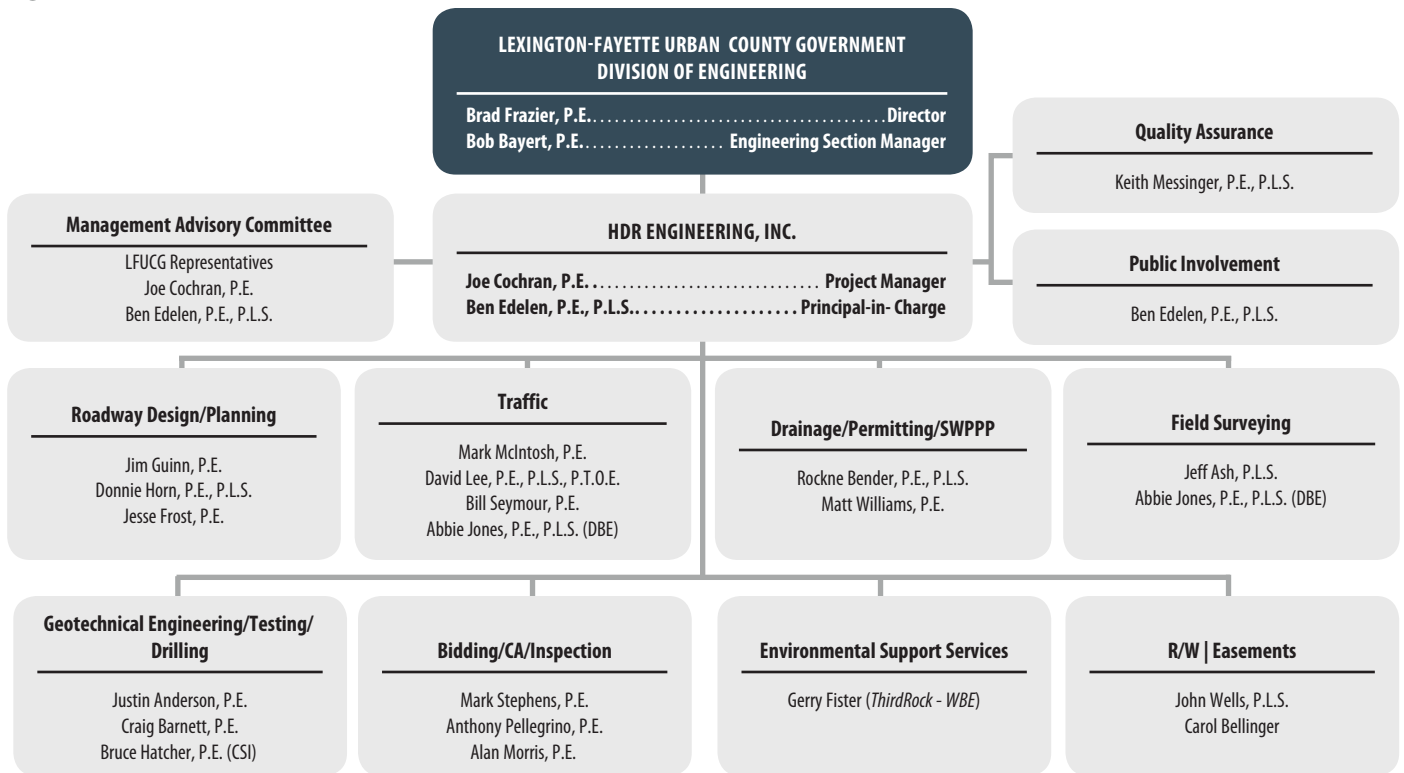 LEXINGTON-FAYETTE URBAN COUNTY GOVERNMENT
DIVISION OF ENGINEERING
Brad Frazier, P.E. Director
Bob Bayert, P.E. Engineering Section Manager
Quality Assurance
Keith Messinger, P.E., P.L.S.
Management Advisory Committee
LFUCG Representatives
Joe Cochran, P.E.
Ben Edelen, P.E., P.L.S.
HDR ENGINEERING, INC.
Joe Cochran, P.E. Project Manager
Ben Edelen, P.E., P.L.S. Principal-in- Charge
Public Involvement
Ben Edelen, P.E., P.L.S.
Roadway Design/Planning
Jim Guinn, P.E.
Donnie Horn, P.E., P.L.S.
Jesse Frost, P.E.
Traffic
Mark McIntosh, P.E.
David Lee, P.E., P.L.S., P.T.O.E.
Bill Seymour, P.E.
Abbie Jones, P.E., P.L.S. (DBE)
Drainage/Permitting/SWPPP
Rockne Bender, P.E., P.L.S.
Matt Williams, P.E.
Field Surveying
Jeff Ash, P.L.S.
Abbie Jones, P.E., P.L.S. (DBE)
Geotechnical Engineering/Testing/
Drilling
Justin Anderson, P.E.
Craig Barnett, P.E.
Bruce Hatcher, P.E. (CSI)
Bidding/CA/Inspection
Mark Stephens, P.E.
Anthony Pellegrino, P.E.
Alan Morris, P.E.
Environmental Support Services
Gerry Fister (ThirdRock - WBE)
R/W | Easements
John Wells, P.L.S.
Carol Bellinger